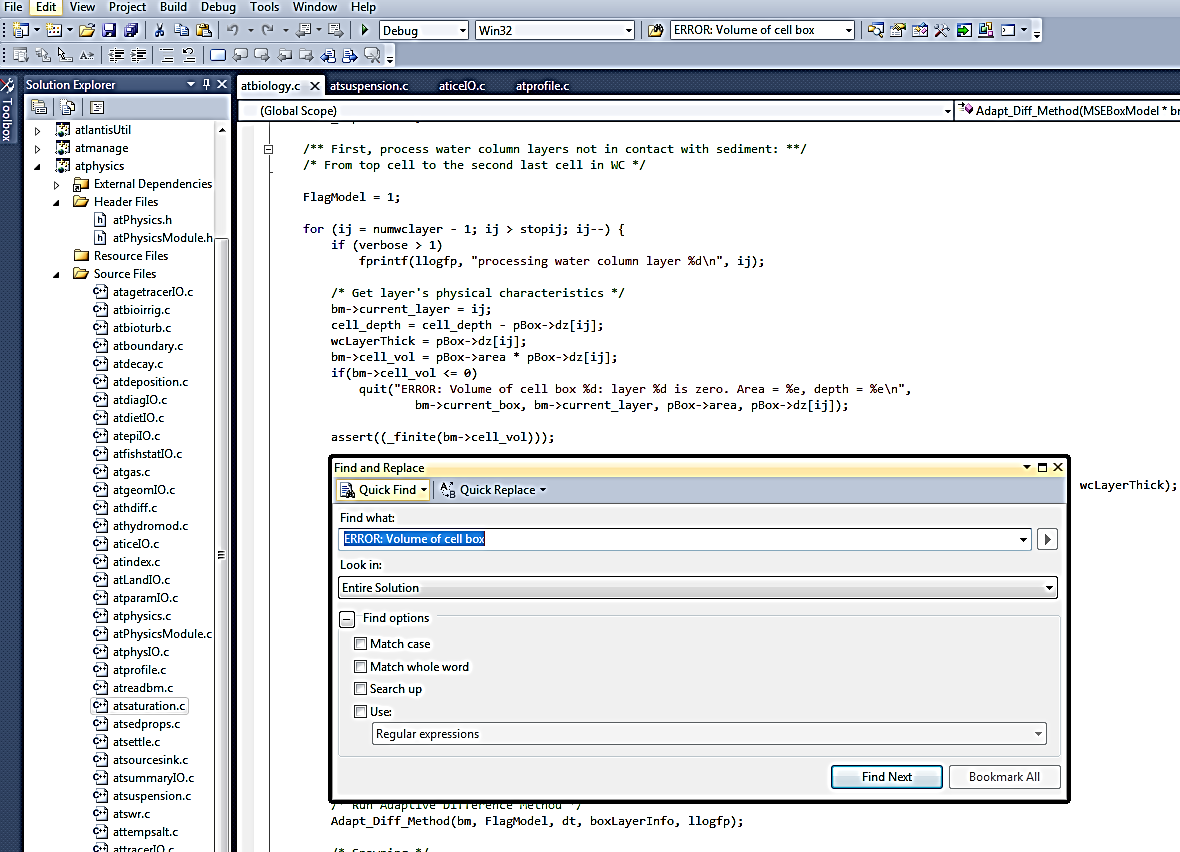 File Edit View Project Build Debug Tools Window Help
Debug Win32 ERROR: Volume of cell box
Toolbox
Solution Explorer
atlantisUtil
atmanage
atphysics
External Dependencies
Header Files
atPhysics.h
atPhysicsModule.h
Resource Files
Source Files
atagetracerIO.c
atbioirrig.c
atbioturb.c
atboundary.c
atdecay.c
atdeposition.c
atdiagIO.c
atdietIO.c
atepiIO.c
atfishstatIO.c
atgas.c
atgeomIO.c
athdiff.c
athydromod.c
aticeIO.c
atindex.c
atLandIO.c
atparamIO.c
atphysics.c
atPhysicsModule.c
atphysIO.c
atprofile.c
atreadbm.c
atsaturation.c
atsedprops.c
atsettle.c
atsourcesink.c
atsummaryIO.c
atsuspension.c
atswr.c
attempsalt.c
attracerIO.c
atbiology.c atsuspension.c aticeIO.c atprofile.c
(Global Scope) Adapt_Diff_Method(MSEBoxModel * br
/** First, process water column layers not in contact with sediment: **/
/* From top cell to the second last cell in WC */
FlagModel = 1;
for (ij = numwclayer - 1; ij > stopij; ij--) {
if (verbose > 1)
fprintf(llogfp, "processing water column layer %d\n", ij);
/* Get layer's physical characteristics */
bm->current_layer = ij;
cell_depth = cell_depth - pBox->dz[ij];
wcLayerThick = pBox->dz[ij];
bm->cell_vol = pBox->area * pBox->dz[ij];
if(bm->cell_vol <= 0)
quit("ERROR: Volume of cell box %d: layer %d is zero. Area = %e, depth = %e\n",
bm->current_box, bm->current_layer, pBox->area, pBox->dz[ij]);
assert((_finite(bm->cell_vol)));
wcLayerThick);
Find and Replace
Quick Find Quick Replace
Find what:
ERROR: Volume of cell box
Look in:
Entire Solution
Find options
Match case
Match whole word
Search up
Use:
Regular expressions
Find Next Bookmark All
/* Run Adaptive Difference Method */
Adapt_Diff_Method(bm, FlagModel, dt, boxLayerInfo, llogfp);
/* Spawning */